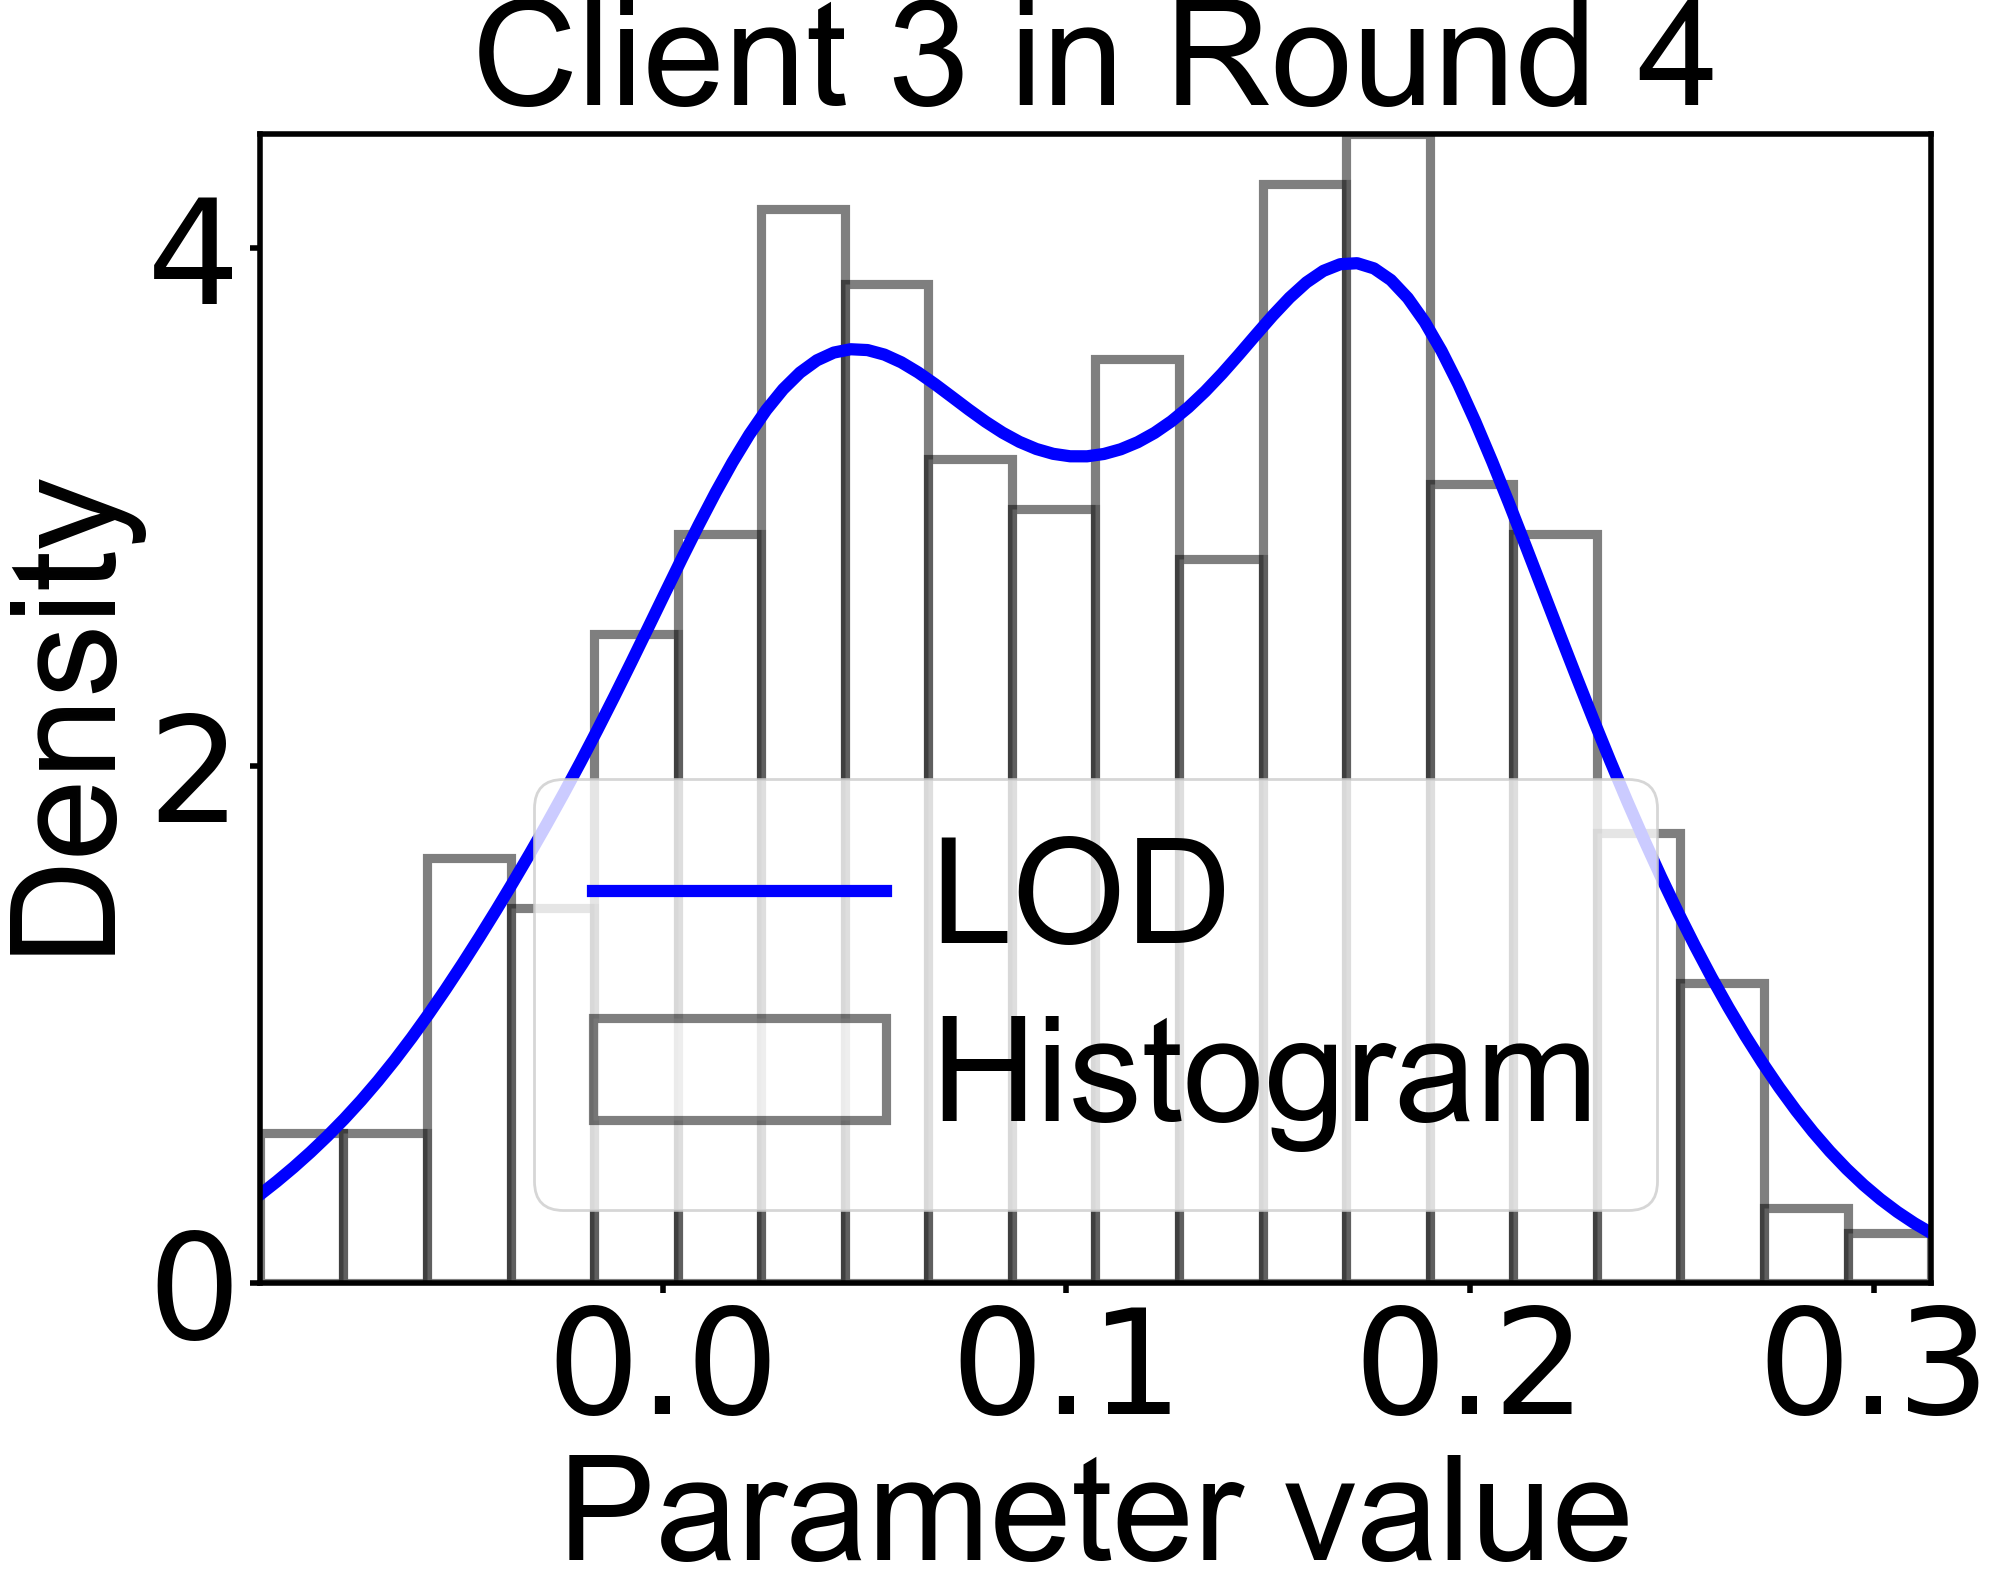 Client 3 in Round 4
Density
4
2
0
LOD
Histogram
0.0 0.1 0.2 0.3
Parameter value